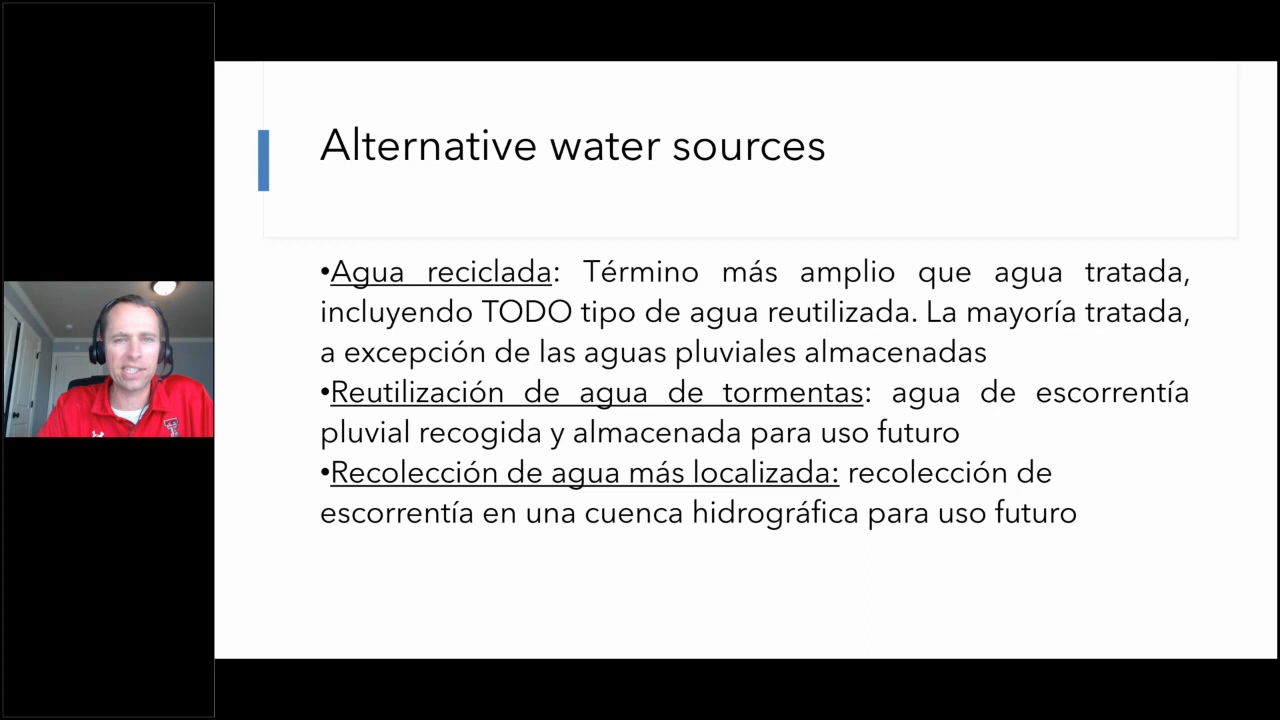 Alternative water sources
•Agua reciclada: Término más amplio que agua tratada,
incluyendo TODO tipo de agua reutilizada. La mayoría tratada,
a excepción de las aguas pluviales almacenadas
•Reutilización de agua de tormentas: agua de escorrentía
pluvial recogida y almacenada para uso futuro
•Recolección de agua más localizada: recolección de
escorrentía en una cuenca hidrográfica para uso futuro